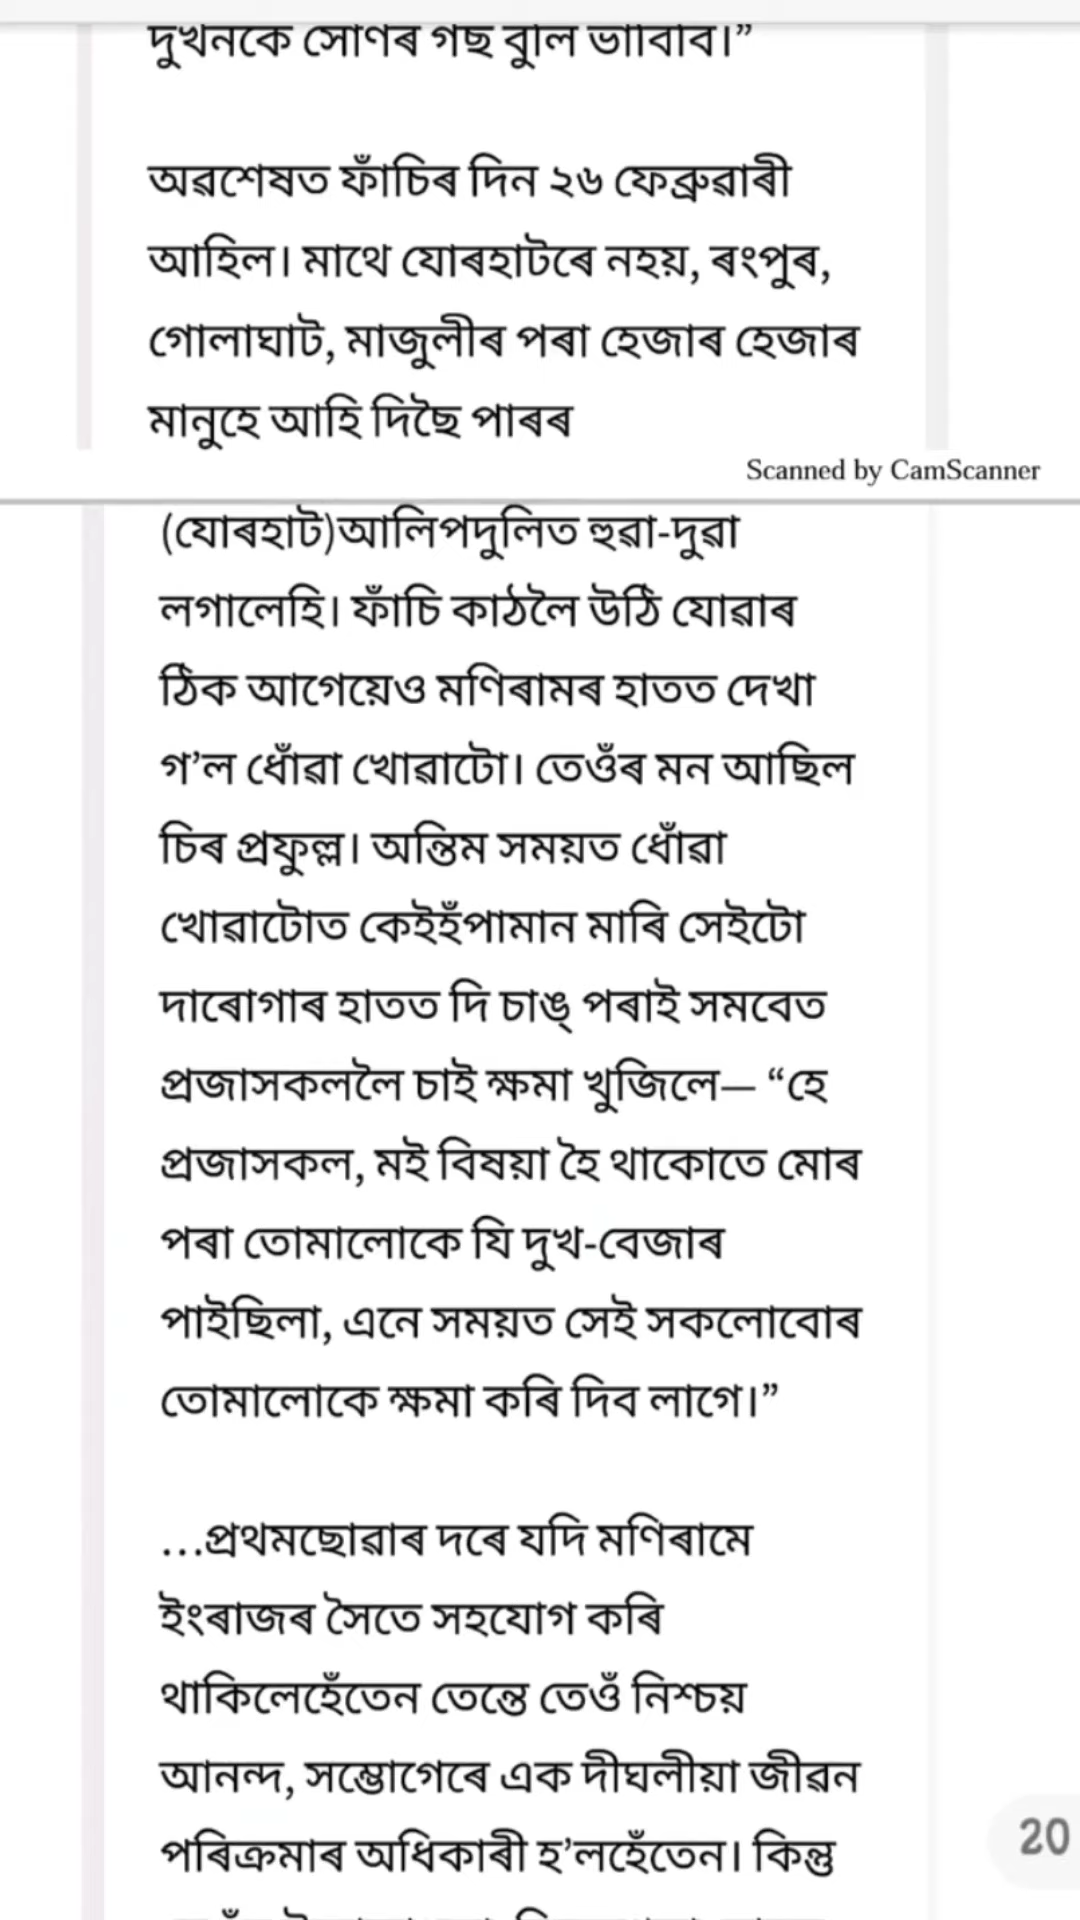 দুখনকে সোণৰ গছ বুলি ভাবিবি।”
অৱশেষত ফাঁচিৰ দিন ২৬ ফেব্ৰুৱাৰী
আহিল। মাথে যোৰহাটৰে নহয়, ৰংপুৰ,
গোলাঘাট, মাজুলীৰ পৰা হেজাৰ হেজাৰ
মানুহে আহি দিছৈ পাৰৰ
Scanned by CamScanner
(যোৰহাট)আলিপদুলিত হুৱা-দুৱা
লগালেহি। ফাঁচি কাঠলৈ উঠি যোৱাৰ
ঠিক আগেয়েও মণিৰামৰ হাতত দেখা
গ’ল ধোঁৱা খোৱাটো। তেওঁৰ মন আছিল
চিৰ প্ৰফুল্ল। অন্তিম সময়ত ধোঁৱা
খোৱাটোত কেইহঁপামান মাৰি সেইটো
দাৰোগাৰ হাতত দি চাঙ্ পৰাই সমবেত
প্ৰজাসকললৈ চাই ক্ষমা খুজিলে— “হে
প্ৰজাসকল, মই বিষয়া হৈ থাকোতে মোৰ
পৰা তোমালোকে যি দুখ-বেজাৰ
পাইছিলা, এনে সময়ত সেই সকলোবোৰ
তোমালোকে ক্ষমা কৰি দিব লাগে।”
...প্ৰথমছোৱাৰ দৰে যদি মণিৰামে
ইংৰাজৰ সৈতে সহযোগ কৰি
থাকিলেহেঁতেন তেন্তে তেওঁ নিশ্চয়
আনন্দ, সম্ভোগেৰে এক দীঘলীয়া জীৱন
পৰিক্ৰমাৰ অধিকাৰী হ’লহেঁতেন। কিন্তু
20